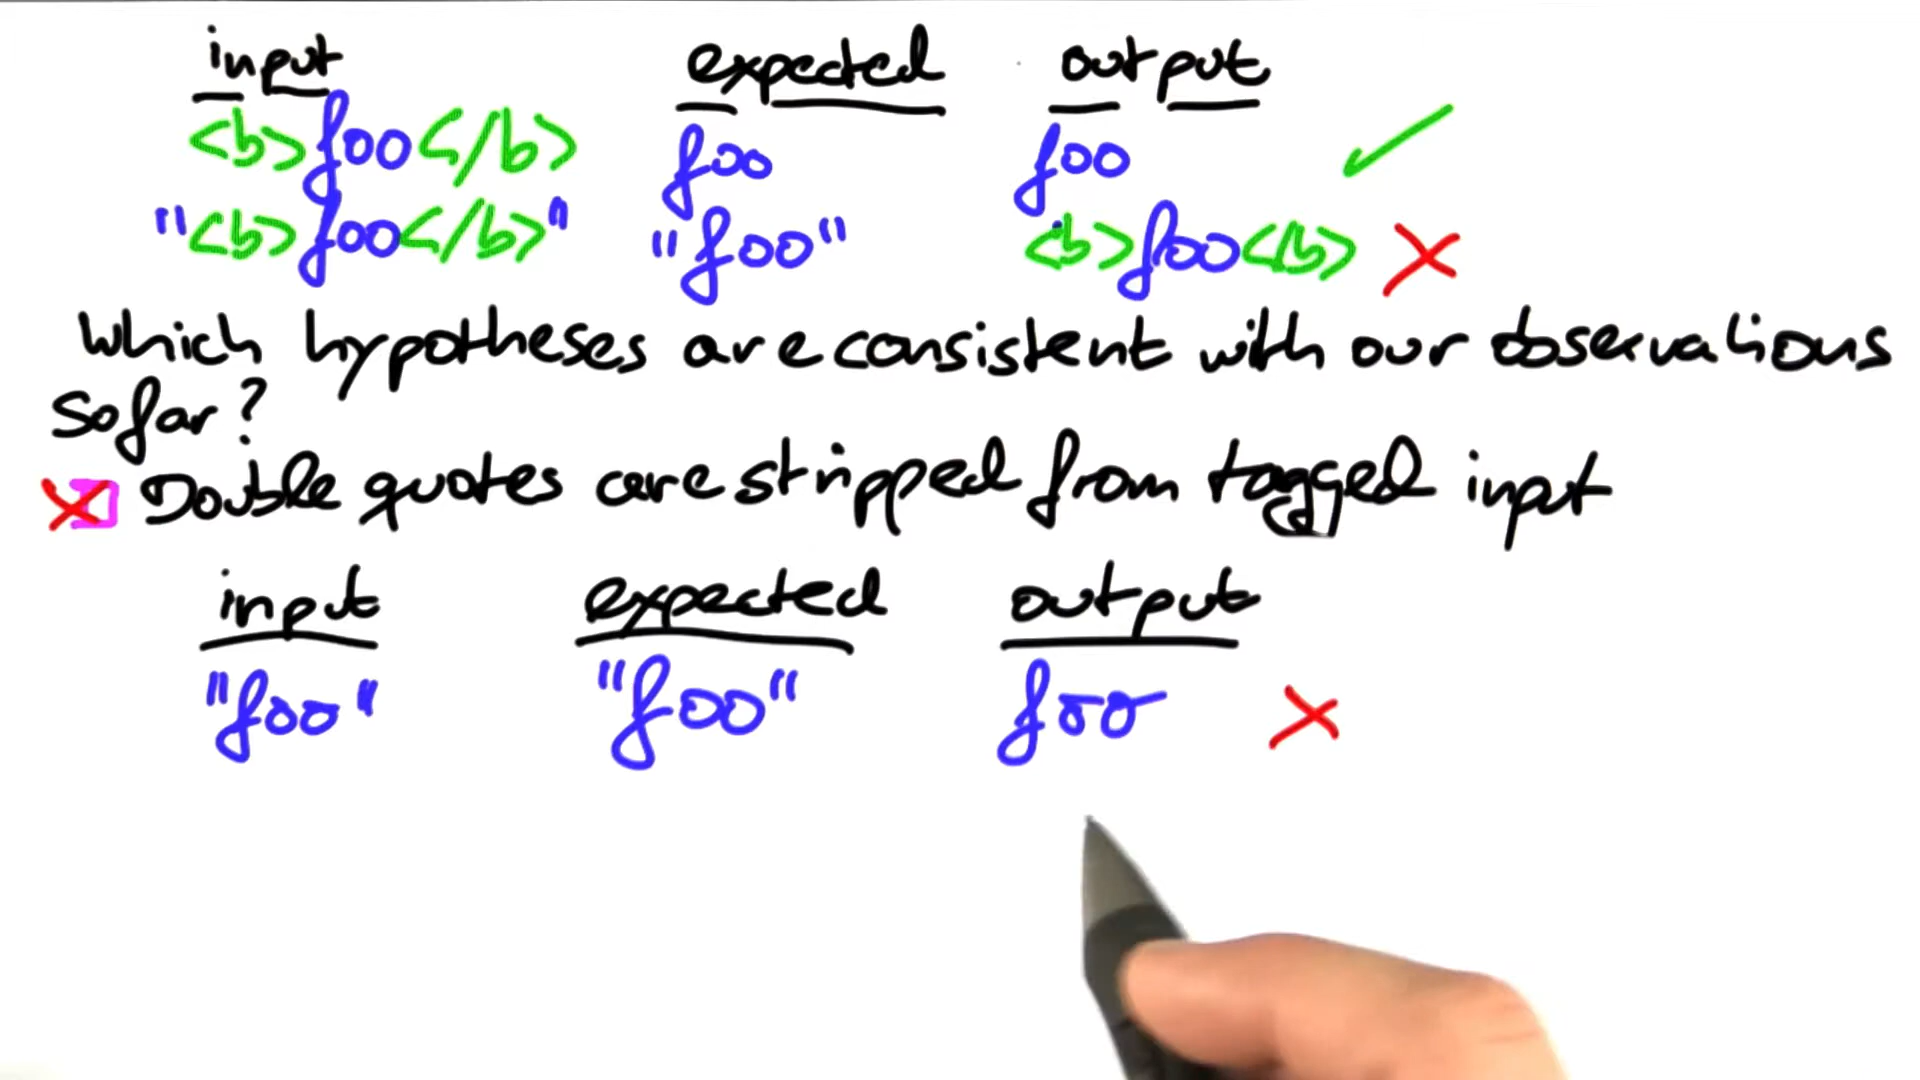 input expected output
<b>foo</b> foo foo
"<b>foo</b>" "foo" <b>foo</b>
Which hypotheses are consistent with our observations
so far?
Double quotes are stripped from tagged input
input expected output
"foo" "foo" foo